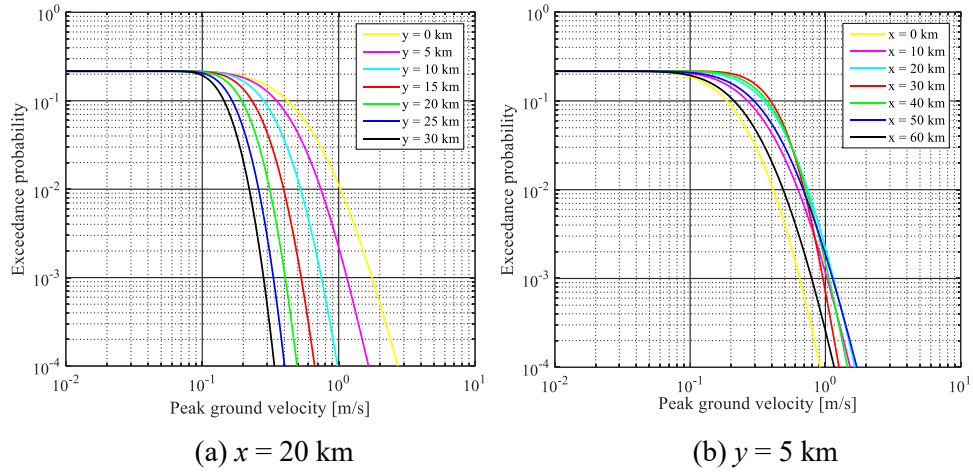 10^0
10^-1
10^-2
10^-3
10^-4
Exceedance probability
10^-2
10^-1
10^0
10^1
Peak ground velocity [m/s]
y = 0 km
y = 5 km
y = 10 km
y = 15 km
y = 20 km
y = 25 km
y = 30 km
(a) x = 20 km
10^0
10^-1
10^-2
10^-3
10^-4
Exceedance probability
10^-2
10^-1
10^0
10^1
Peak ground velocity [m/s]
x = 0 km
x = 10 km
x = 20 km
x = 30 km
x = 40 km
x = 50 km
x = 60 km
(b) y = 5 km